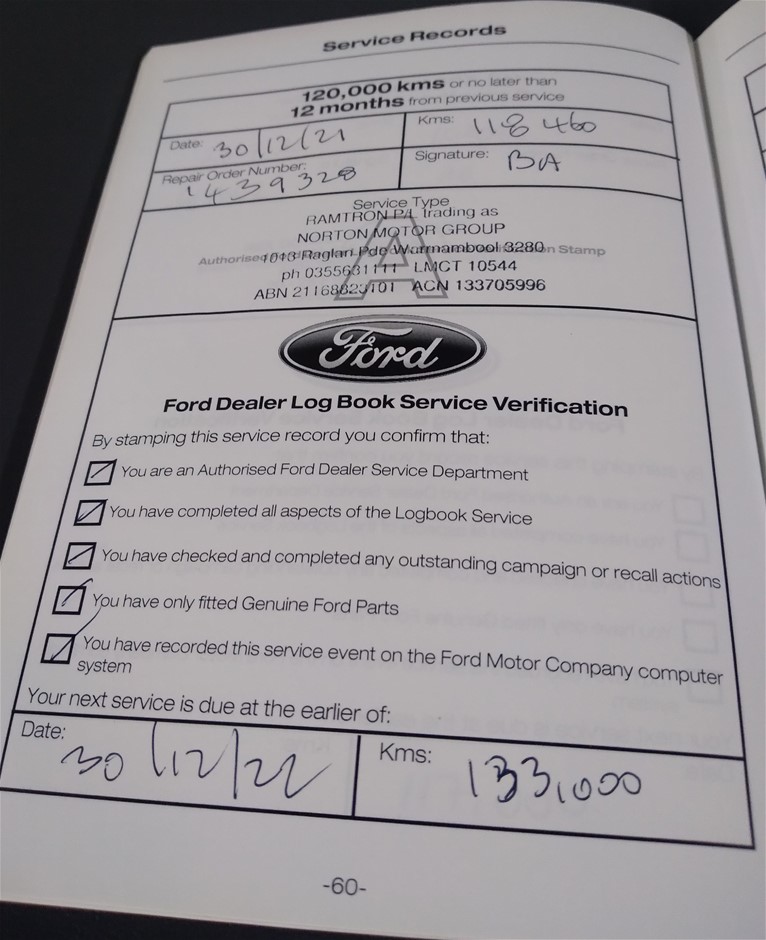 Service Records
120,000 kms or no later than
12 months from previous service
Date: 30/12/21
Kms: 118 460
Repair Order Number:
1439328
Signature: BA
Service Type
A
RAMTRON P/L Trading as
NORTON MOTOR GROUP
Authorised Stamp
1013 Raglan Pde Warrnambool 3280
ph 0355631111 LMCT 10544
ABN 21168823101 ACN 133705996
Ford
Ford Dealer Log Book Service Verification
By stamping this service record you confirm that:
You are an Authorised Ford Dealer Service Department
You have completed all aspects of the Logbook Service
You have checked and completed any outstanding campaign or recall actions
You have only fitted Genuine Ford Parts
You have recorded this service event on the Ford Motor Company computer
system
Your next service is due at the earlier of:
Date: 30/12/22
Kms: 133,000
-60-